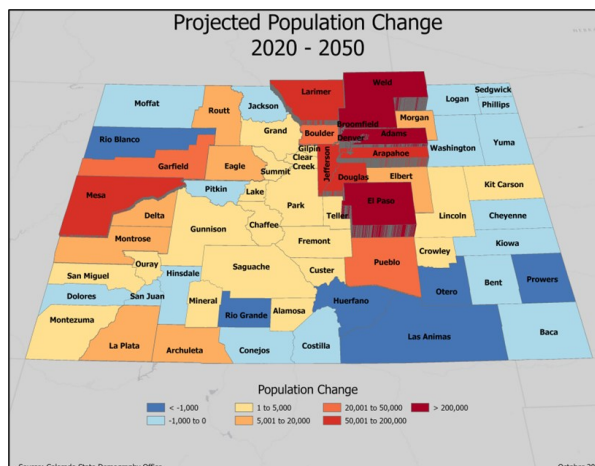 Projected Population Change
2020 - 2050
Moffat
Routt
Jackson
Larimer
Weld
Logan
Sedgwick
Phillips
Rio Blanco
Grand
Boulder
Broomfield
Morgan
Denver
Adams
Washington
Yuma
Garfield
Eagle
Gilpin
Clear
Creek
Summit
Jefferson
Arapahoe
Mesa
Pitkin
Lake
Park
Douglas
Elbert
Kit Carson
Delta
Gunnison
Chaffee
Teller
El Paso
Lincoln
Cheyenne
Montrose
Fremont
Kiowa
Ouray
Crowley
San Miguel
Hinsdale
Saguache
Custer
Pueblo
Dolores
San Juan
Mineral
Rio Grande
Alamosa
Huerfano
Otero
Bent
Prowers
Montezuma
La Plata
Archuleta
Conejos
Costilla
Las Animas
Baca
Population Change
< -1,000
1 to 5,000
20,001 to 50,000
> 200,000
-1,000 to 0
5,001 to 20,000
50,001 to 200,000